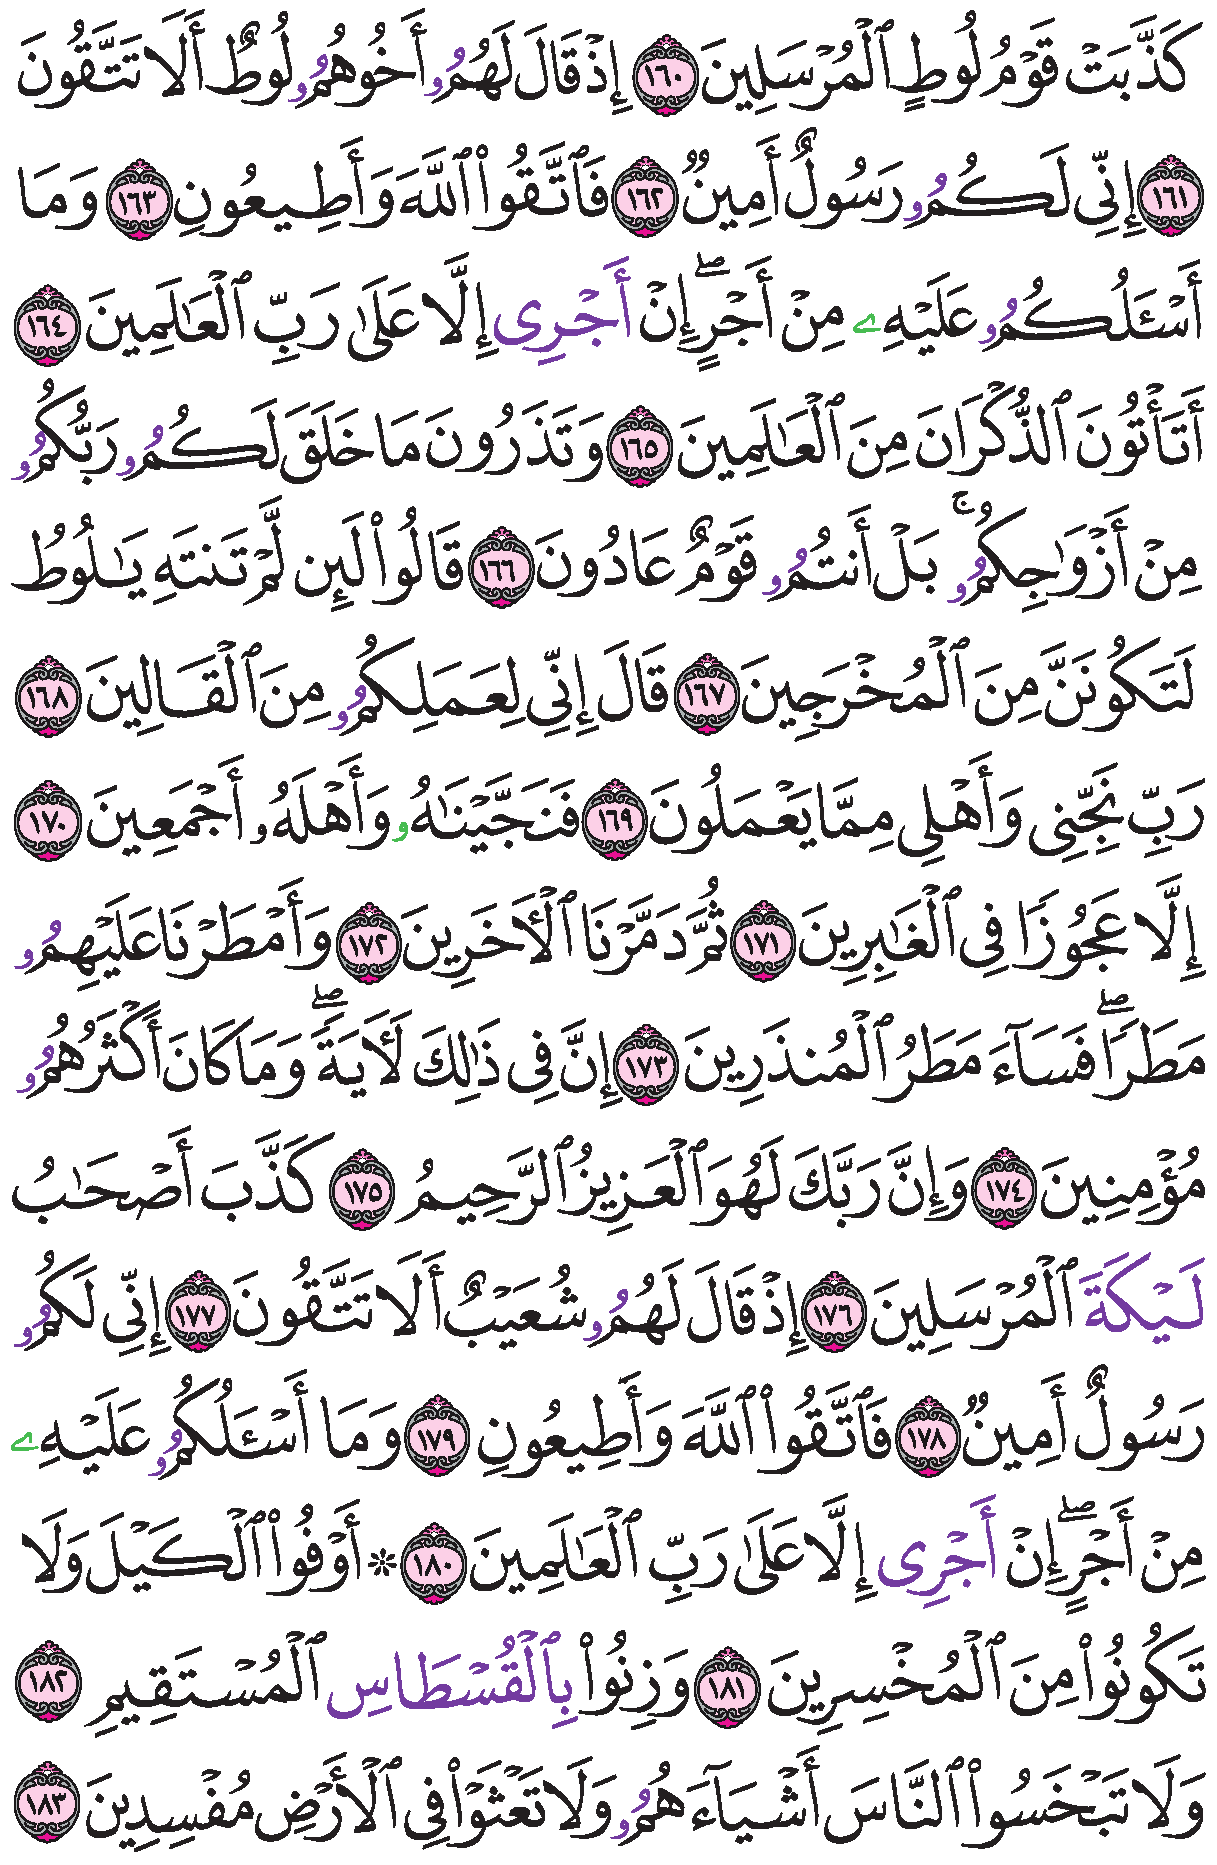 كَذَّبَتْ قَوْمُ لُوطٍ ٱلْمُرْسَلِينَ ١٦٠ إِذْ قَالَ لَهُمُۥ أَخُوهُمُۥ لُوطٌ أَلَا تَتَّقُونَ
١٦١ إِنِّى لَكُمُۥ رَسُولٌ أَمِينٌ ١٦٢ فَٱتَّقُوا۟ ٱللَّهَ وَأَطِيعُونِ ١٦٣ وَمَا
أَسْـَٔلُكُمُۥ عَلَيْهِۦ مِنْ أَجْرٍ ۖ إِنْ أَجْرِى إِلَّا عَلَىٰ رَبِّ ٱلْعَـٰلَمِينَ ١٦٤
أَتَأْتُونَ ٱلذُّكْرَانَ مِنَ ٱلْعَـٰلَمِينَ ١٦٥ وَتَذَرُونَ مَا خَلَقَ لَكُمُۥ رَبُّكُمُۥ
مِنْ أَزْوَٰجِكُمُۥ ۚ بَلْ أَنتُمُۥ قَوْمٌ عَادُونَ ١٦٦ قَالُوا۟ لَئِن لَّمْ تَنتَهِ يَـٰلُوطُ
لَتَكُونَنَّ مِنَ ٱلْمُخْرَجِينَ ١٦٧ قَالَ إِنِّى لِعَمَلِكُمُۥ مِنَ ٱلْقَالِينَ ١٦٨
رَبِّ نَجِّنِى وَأَهْلِى مِمَّا يَعْمَلُونَ ١٦٩ فَنَجَّيْنَـٰهُۥ وَأَهْلَهُۥ أَجْمَعِينَ ١٧٠
إِلَّا عَجُوزًا فِى ٱلْغَـٰبِرِينَ ١٧١ ثُمَّ دَمَّرْنَا ٱلْـَٔاخَرِينَ ١٧٢ وَأَمْطَرْنَا عَلَيْهِمُۥ
مَطَرًا ۖ فَسَآءَ مَطَرُ ٱلْمُنذَرِينَ ١٧٣ إِنَّ فِى ذَٰلِكَ لَـَٔايَةً ۖ وَمَا كَانَ أَكْثَرُهُمُۥ
مُؤْمِنِينَ ١٧٤ وَإِنَّ رَبَّكَ لَهُوَ ٱلْعَزِيزُ ٱلرَّحِيمُ ١٧٥ كَذَّبَ أَصْحَـٰبُ
لَيْكَةَ ٱلْمُرْسَلِينَ ١٧٦ إِذْ قَالَ لَهُمُۥ شُعَيْبٌ أَلَا تَتَّقُونَ ١٧٧ إِنِّى لَكُمُۥ
رَسُولٌ أَمِينٌ ١٧٨ فَٱتَّقُوا۟ ٱللَّهَ وَأَطِيعُونِ ١٧٩ وَمَا أَسْـَٔلُكُمُۥ عَلَيْهِۦ
مِنْ أَجْرٍ ۖ إِنْ أَجْرِى إِلَّا عَلَىٰ رَبِّ ٱلْعَـٰلَمِينَ ١٨٠ ۞ أَوْفُوا۟ ٱلْكَيْلَ وَلَا
تَكُونُوا۟ مِنَ ٱلْمُخْسِرِينَ ١٨١ وَزِنُوا۟ بِٱلْقُسْطَاسِ ٱلْمُسْتَقِيمِ ١٨٢
وَلَا تَبْخَسُوا۟ ٱلنَّاسَ أَشْيَآءَهُمُۥ وَلَا تَعْثَوْا۟ فِى ٱلْأَرْضِ مُفْسِدِينَ ١٨٣